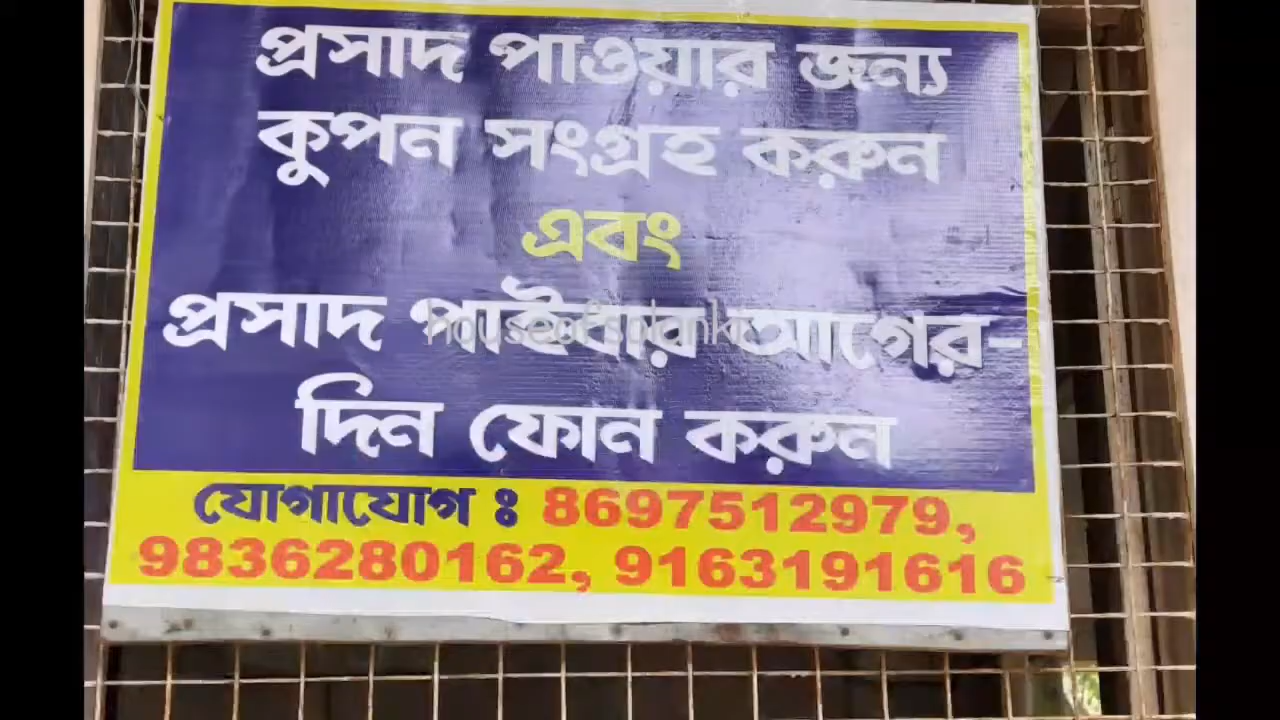 প্রসাদ পাওয়ার জন্য
কুপন সংগ্রহ করুন
এবং
প্রসাদ পাইবার আগের-
দিন ফোন করুন
যোগাযোগ ঃ 8697512979,
9836280162, 9163191616